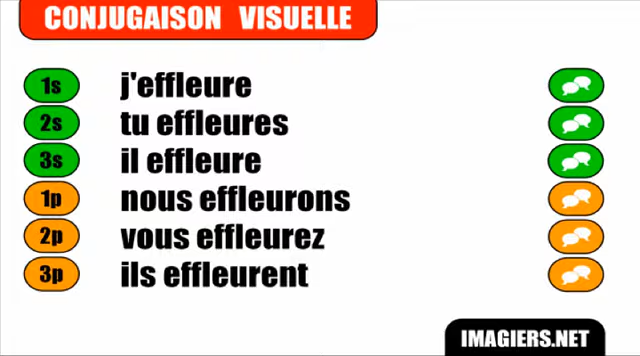 CONJUGAISON VISUELLE
1s j'effleure
2s tu effleures
3s il effleure
1p nous effleurons
2p vous effleurez
3p ils effleurent
IMAGIERS.NET